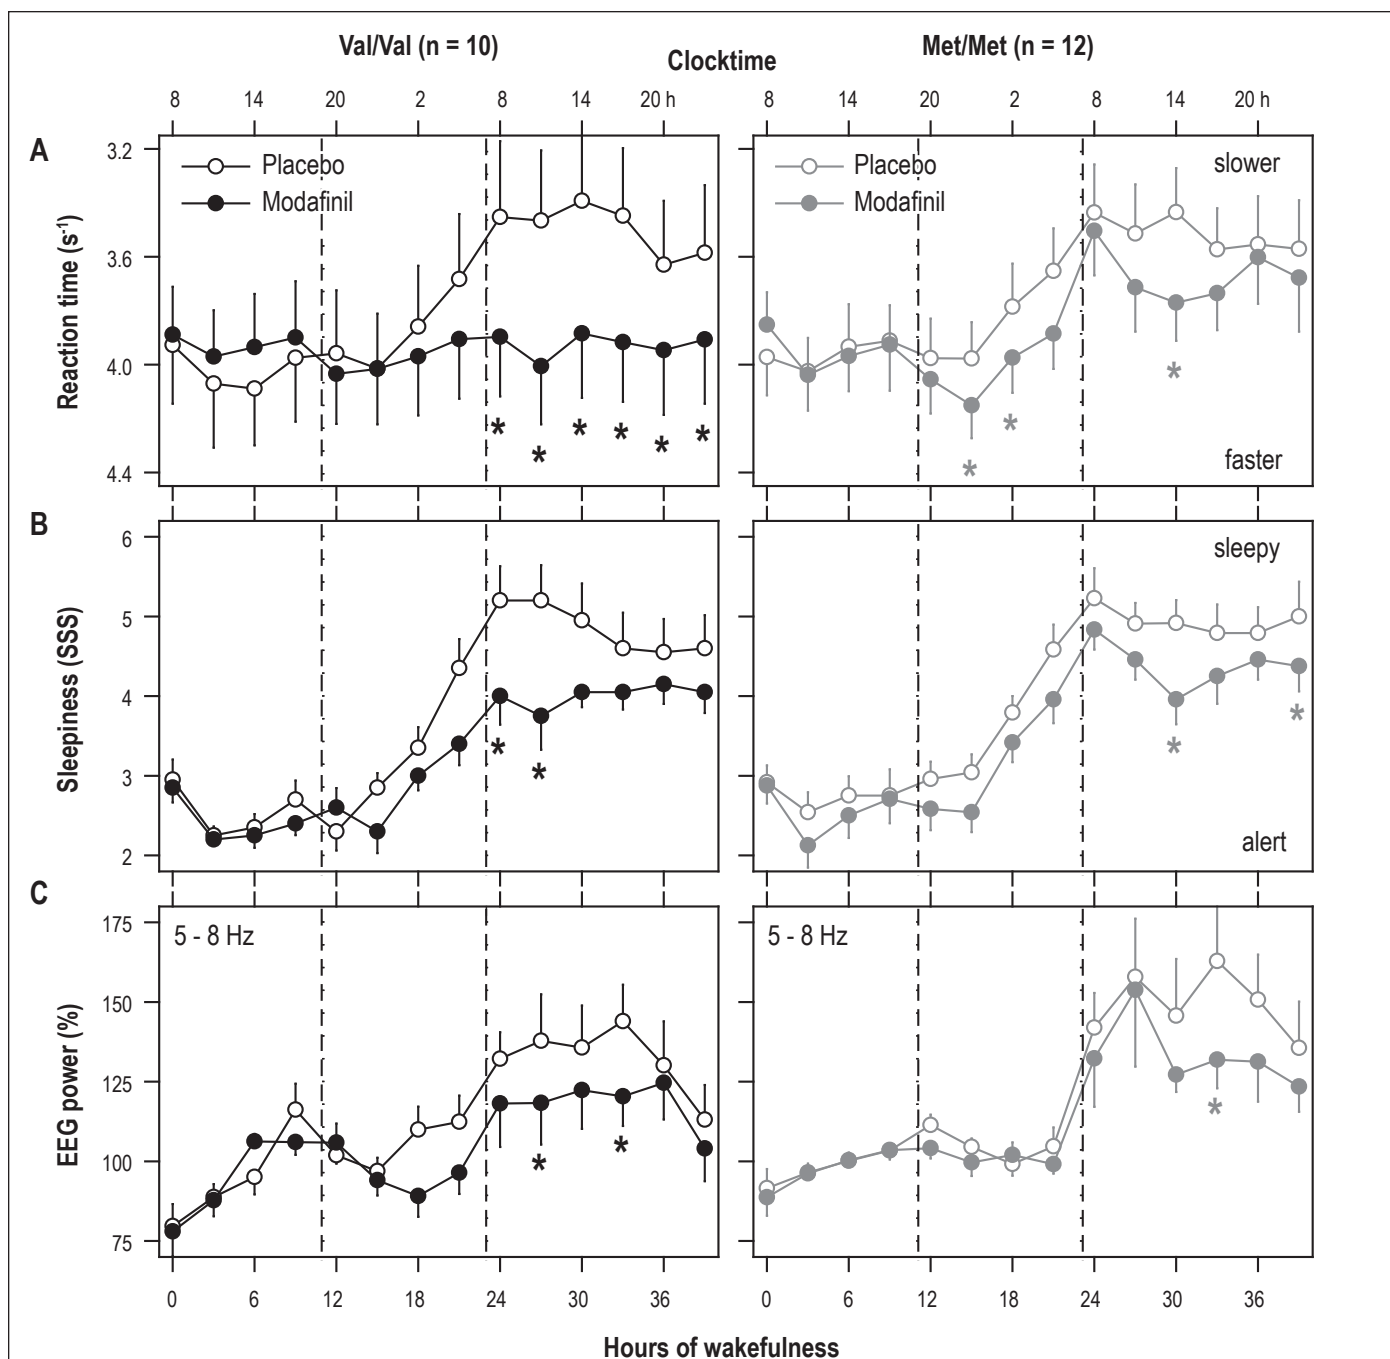 Val/Val (n = 10)
Met/Met (n = 12)
Clocktime
8 14 20 2 8 14 20 h
8 14 20 2 8 14 20 h
A
Reaction time (s⁻¹)
3.2
3.6
4.0
4.4
Placebo
Modafinil
* * * * * *
Placebo
Modafinil
slower
faster
* * *
B
Sleepiness (SSS)
6
5
4
3
2
* *
sleepy
alert
* *
C
EEG power (%)
175
150
125
100
75
5 - 8 Hz
* *
5 - 8 Hz
*
0 6 12 18 24 30 36
0 6 12 18 24 30 36
Hours of wakefulness